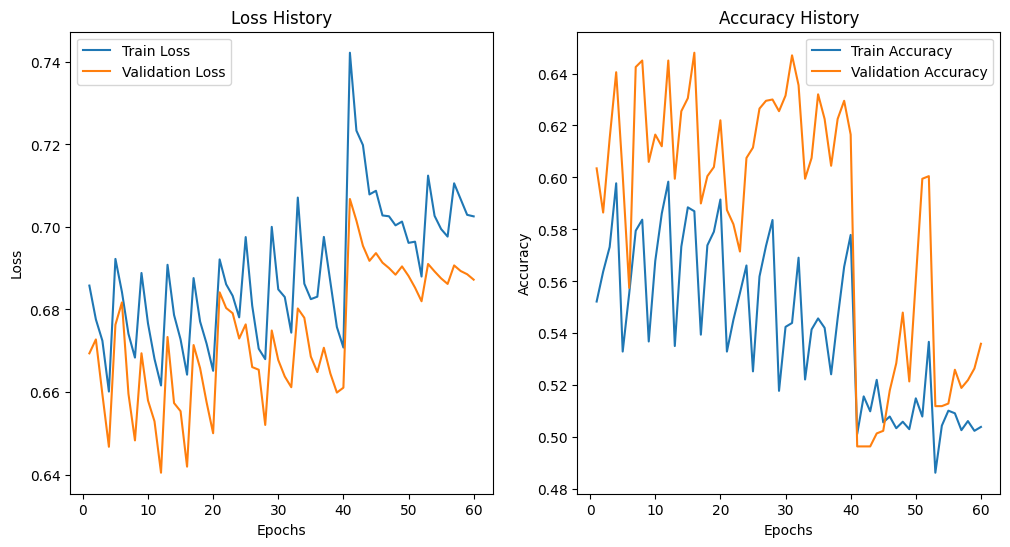 Loss History
Train Loss
Validation Loss
0.74
0.72
0.70
0.68
0.66
0.64
Loss
0 10 20 30 40 50 60
Epochs
Accuracy History
Train Accuracy
Validation Accuracy
0.64
0.62
0.60
0.58
0.56
0.54
0.52
0.50
0.48
Accuracy
0 10 20 30 40 50 60
Epochs